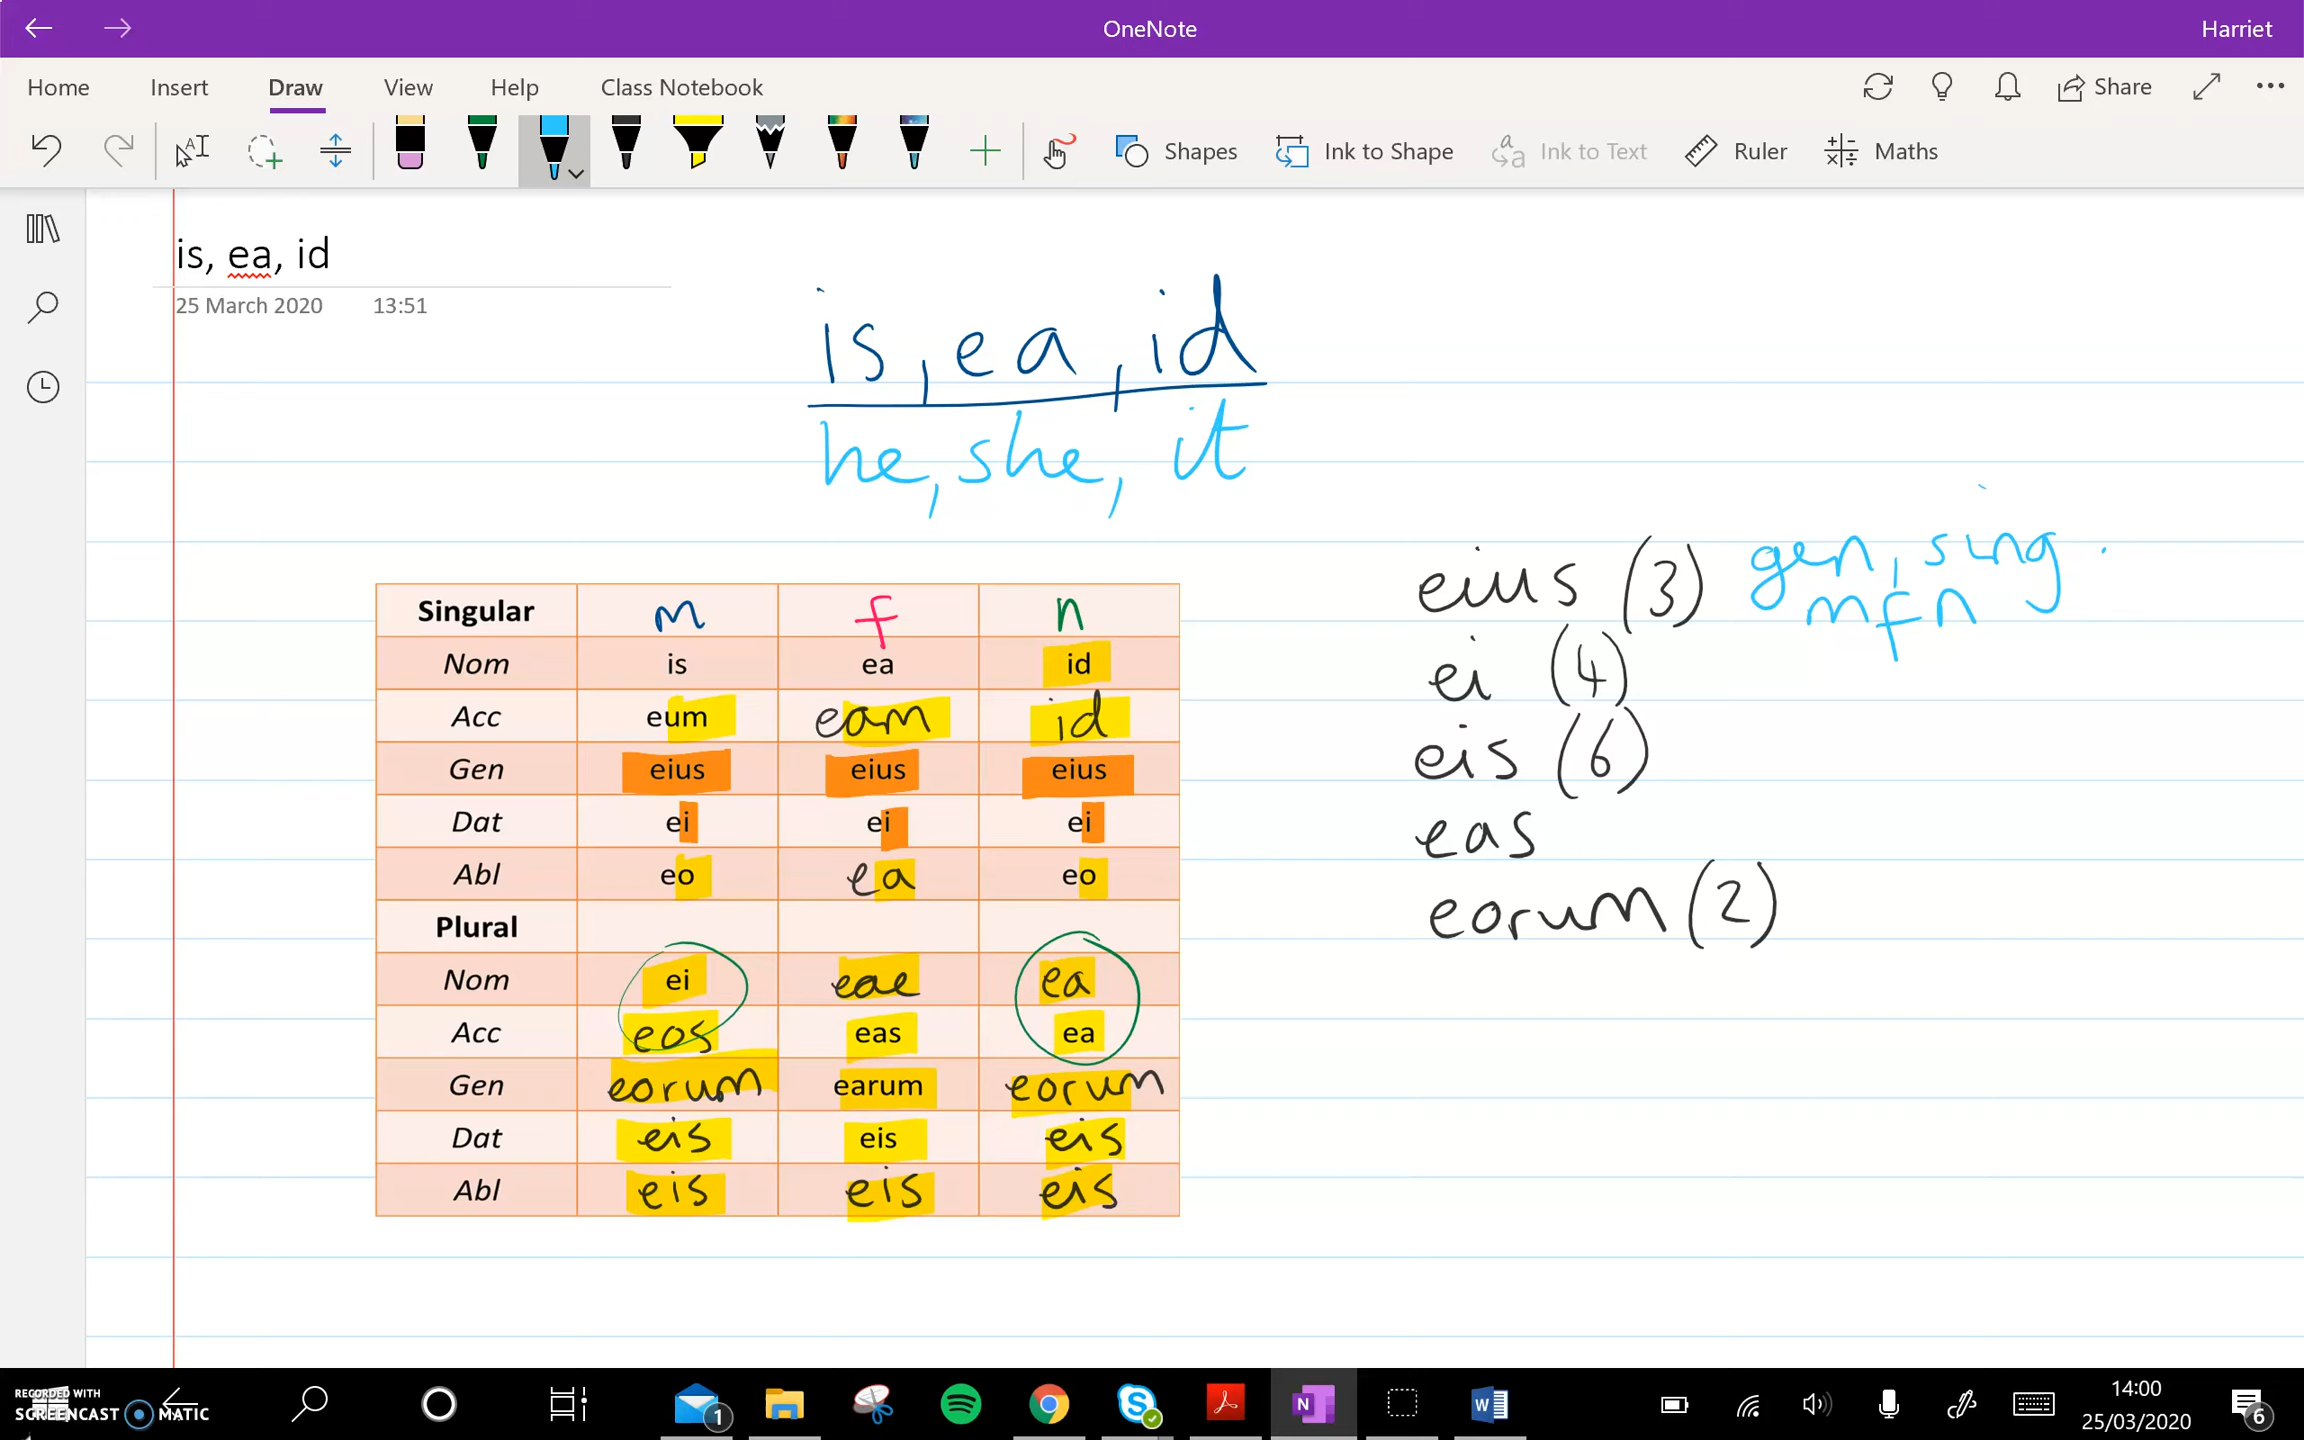 OneNote
Harriet
Home Insert Draw View Help Class Notebook Share
Shapes Ink to Shape Ink to Text Ruler Maths
is, ea, id
25 March 2020 13:51
is, ea, id
he, she, it
Singular m f n
Nom is ea id
Acc eum eam id
Gen eius eius eius
Dat ei ei ei
Abl eo ea eo
Plural
Nom ei eae ea
Acc eos eas ea
Gen eorum earum eorum
Dat eis eis eis
Abl eis eis eis
eius (3) gen, sing.
m f n
ei (4)
eis (6)
eas
eorum (2)
RECORDED WITH
SCREENCAST MATIC
1
14:00
25/03/2020
6